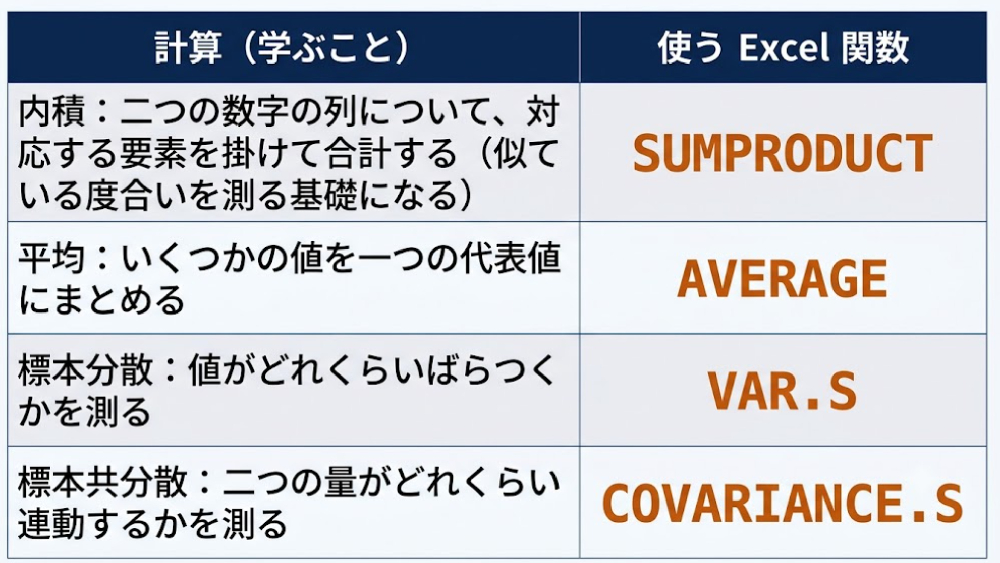 計算（学ぶこと）
使う Excel 関数
内積：二つの数字の列について、対
応する要素を掛けて合計する（似て
いる度合いを測る基礎になる）
SUMPRODUCT
平均：いくつかの値を一つの代表値
にまとめる
AVERAGE
標本分散：値がどれくらいばらつく
かを測る
VAR.S
標本共分散：二つの量がどれくらい
連動するかを測る
COVARIANCE.S